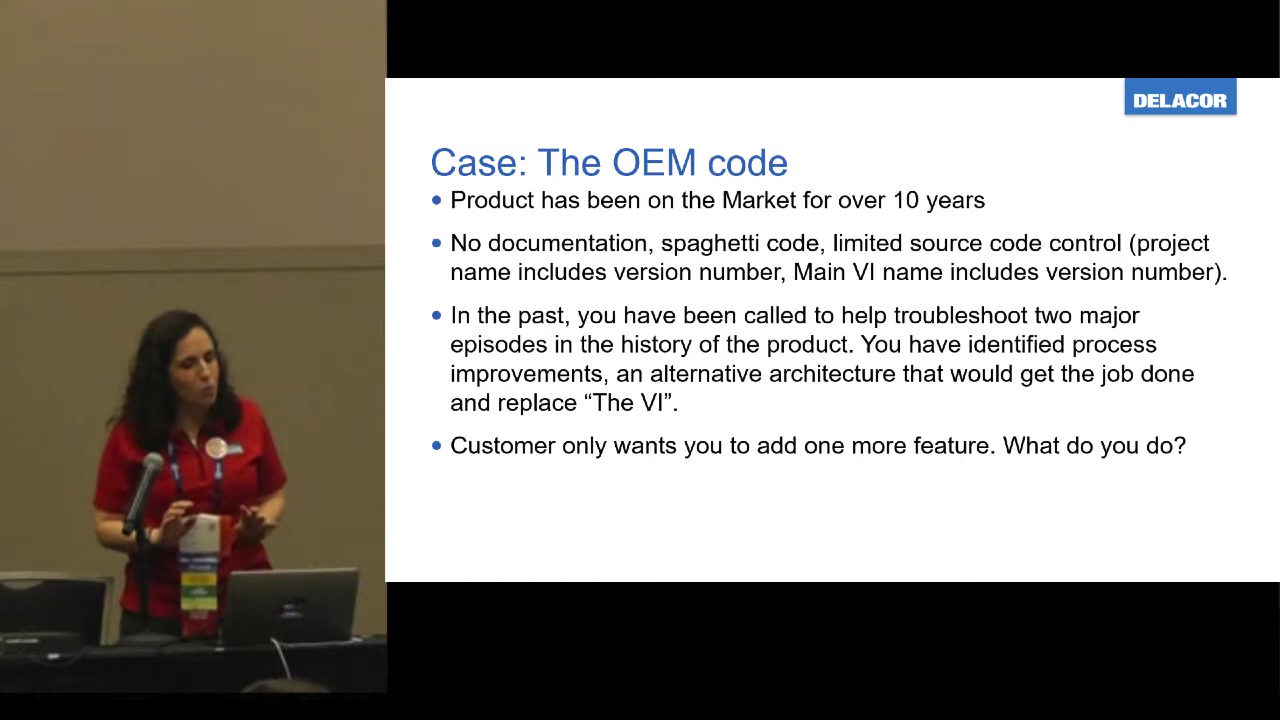 DELACOR
Case: The OEM code
• Product has been on the Market for over 10 years
• No documentation, spaghetti code, limited source code control (project
name includes version number, Main VI name includes version number).
• In the past, you have been called to help troubleshoot two major
episodes in the history of the product. You have identified process
improvements, an alternative architecture that would get the job done
and replace “The VI”.
• Customer only wants you to add one more feature. What do you do?